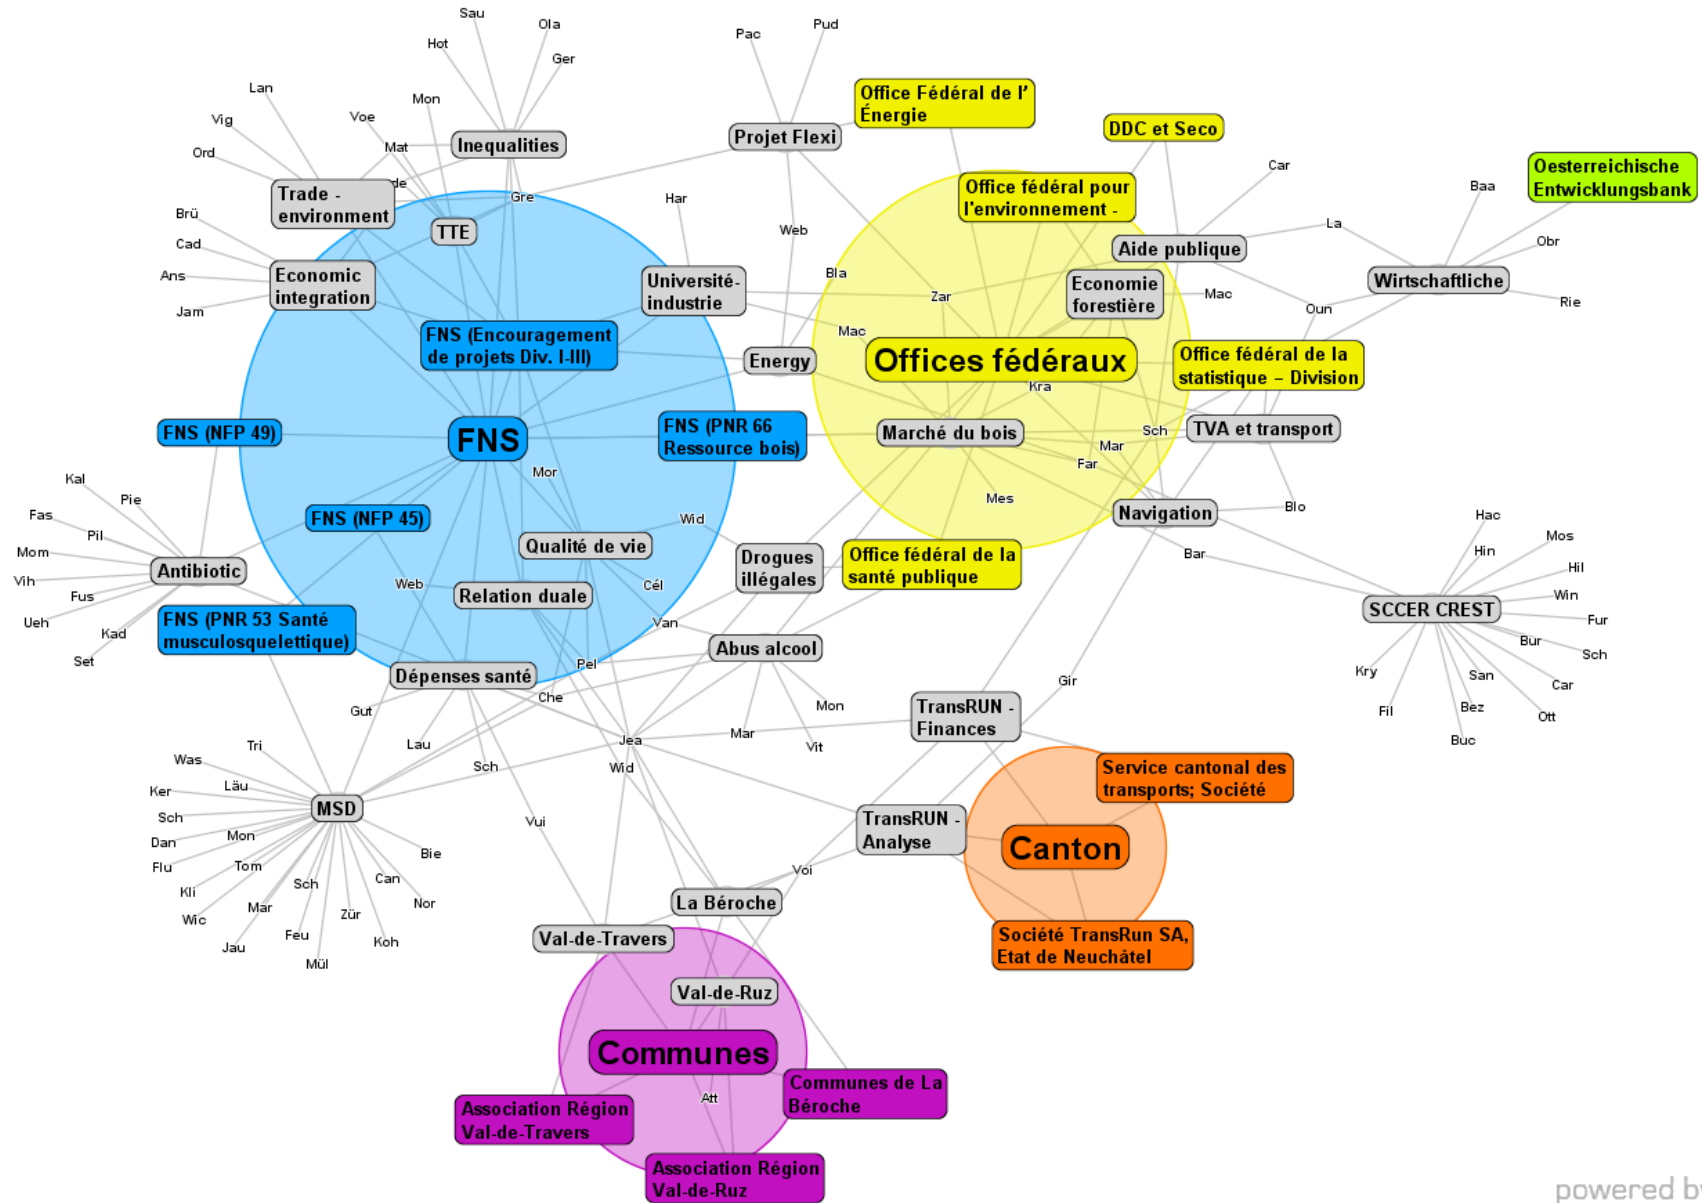 Sau
Ola
Pud
Pac
Hot
Ger
Lan
Mon
Office Fédéral de l'
Énergie
Voe
Vig
DDC et Seco
Projet Flexi
Mat
Inequalities
Ord
Car
Oesterreichische
Entwicklungsbank
de
Baa
Trade -
environment
Gre
Har
Office fédéral pour
l'environnement -
Brü
TTE
Web
La
Cad
Aide publique
Obr
Ans
Economic
integration
Université-
industrie
Bla
Economie
forestière
Mac
Wirtschaftliche
Zar
Rie
Jam
Oun
FNS (Encouragement
de projets Div. I-III)
Mac
Energy
Offices fédéraux
Office fédéral de la
statistique – Division
Kra
FNS (NFP 49)
FNS
FNS (PNR 66
Ressource bois)
Marché du bois
Sch
TVA et transport
Mar
Far
Mor
Kal
Pie
Mes
Fas
FNS (NFP 45)
Wid
Navigation
Blo
Hac
Pil
Mos
Mom
Qualité de vie
Office fédéral de la
santé publique
Bar
Hin
Antibiotic
Drogues
illégales
Hil
Vih
Web
Cél
Fus
Relation duale
Win
Ueh
SCCER CREST
Fur
Kad
FNS (PNR 53 Santé
musculosquelettique)
Van
Bur
Set
Abus alcool
Sch
Pel
Kry
Dépenses santé
Gir
San
Car
Che
Gut
Mon
Fil
Bez
Ott
TransRUN -
Finances
Tri
Lau
Jea
Mar
Vit
Buc
Was
Sch
Wid
Service cantonal des
transports; Société
Ker
Läu
Sch
MSD
Vui
TransRUN -
Analyse
Canton
Dan
Mon
Bie
Flu
Tom
Voi
Kli
Sch
Can
Mar
Nor
La Béroche
Wic
Zür
Feu
Koh
Val-de-Travers
Société TransRun SA,
Etat de Neuchâtel
Jau
Mül
Val-de-Ruz
Communes
Communes de La
Béroche
Att
Association Région
Val-de-Travers
Association Région
Val-de-Ruz
powered by